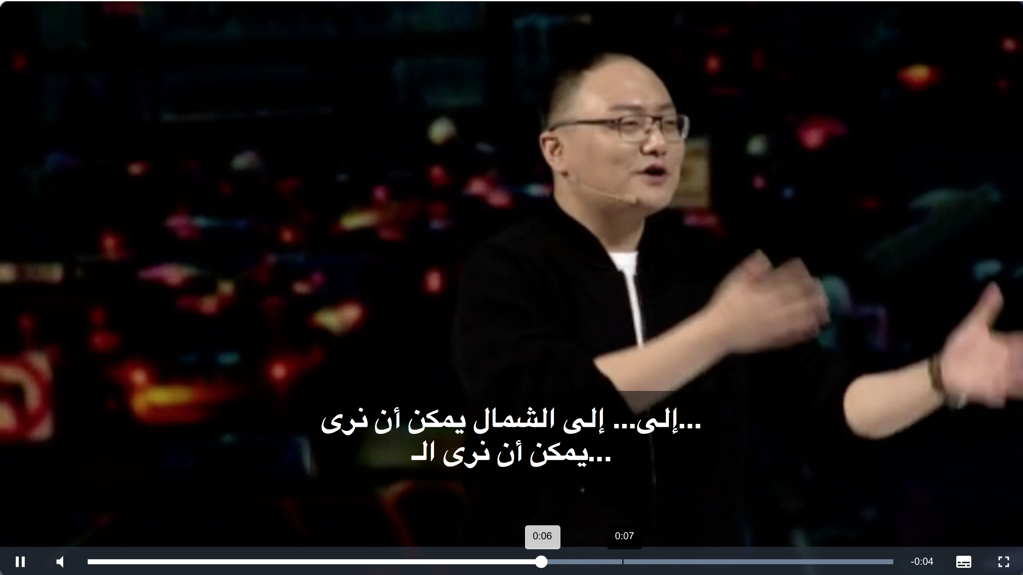 ...إلى... إلى الشمال يمكن أن نرى
...يمكن أن نرى الـ
0:06
0:07
-0:04